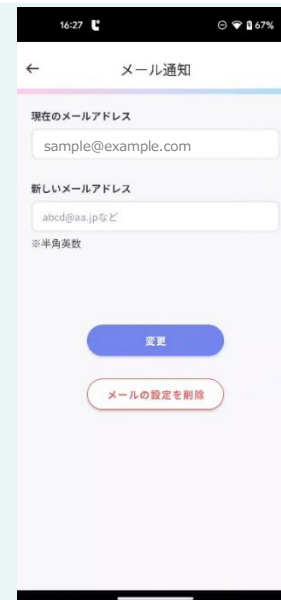 16:27 67%
メール通知
現在のメールアドレス
sample@example.com
新しいメールアドレス
abcd@aa.jpなど
※半角英数
変更
メールの設定を削除